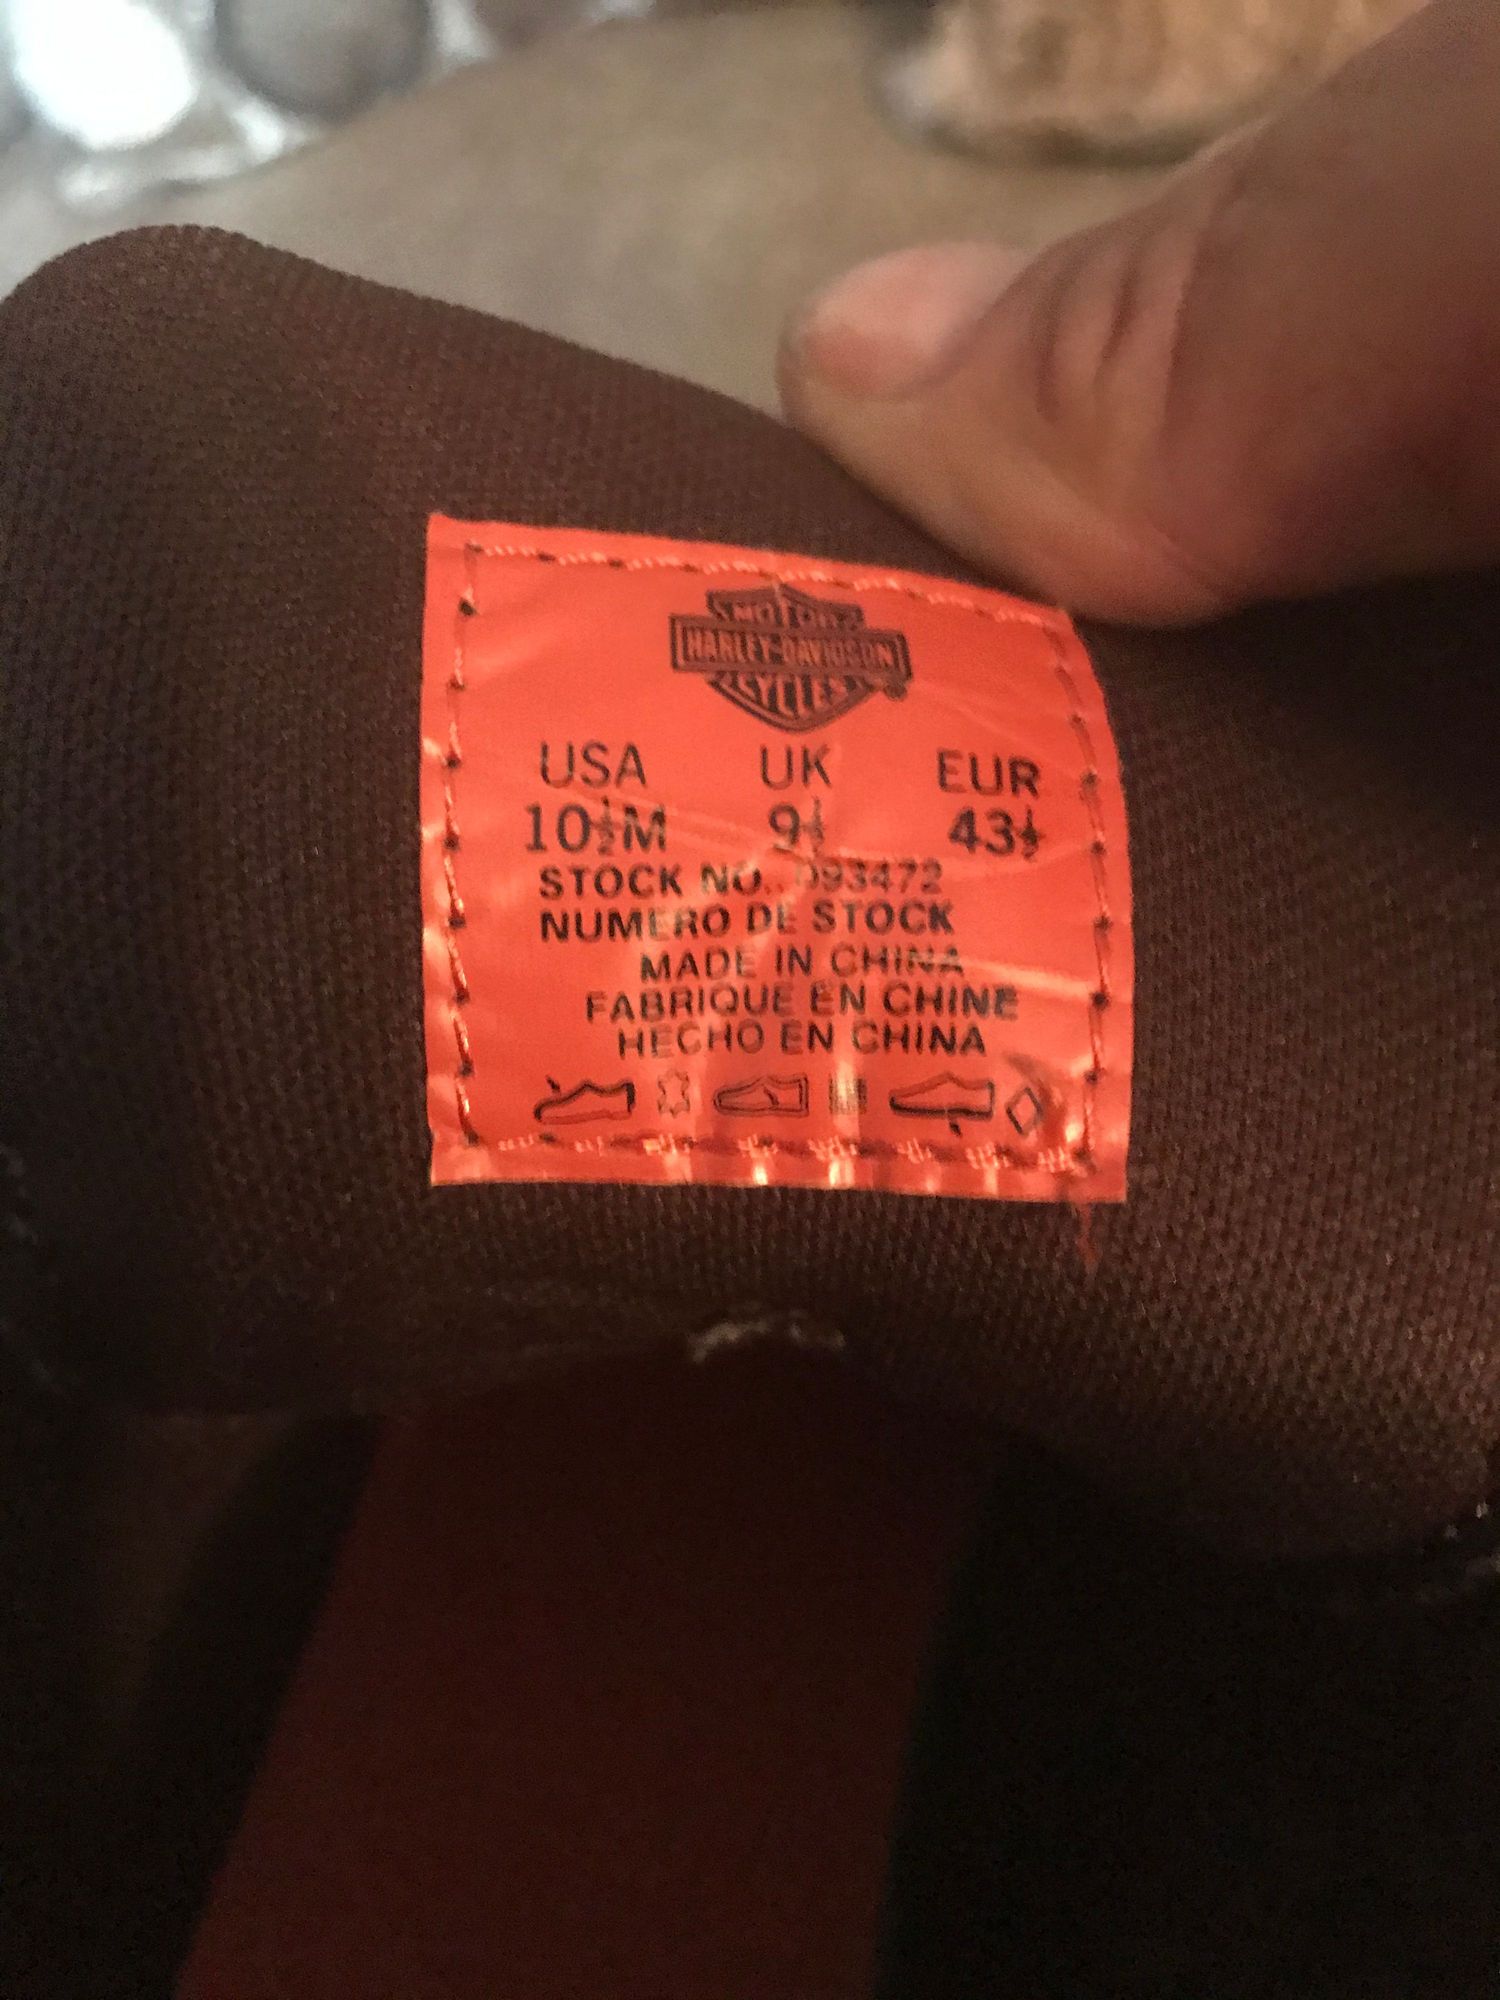 MOTOR
HARLEY-DAVIDSON
CYCLES
USA UK EUR
10½M 9½ 43½
STOCK NO. D93472
NUMERO DE STOCK
MADE IN CHINA
FABRIQUE EN CHINE
HECHO EN CHINA